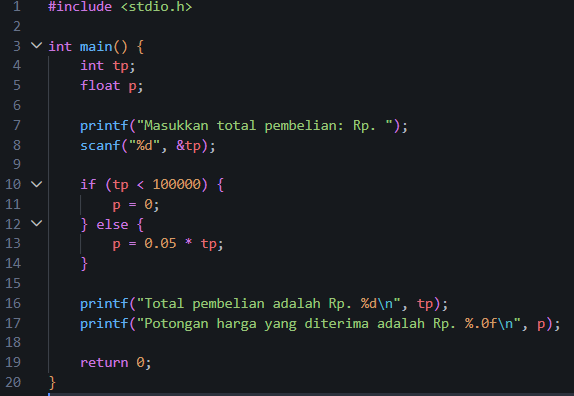 1 #include <stdio.h>
2
3 int main() {
4     int tp;
5     float p;
6
7     printf("Masukkan total pembelian: Rp. ");
8     scanf("%d", &tp);
9
10     if (tp < 100000) {
11         p = 0;
12     } else {
13         p = 0.05 * tp;
14     }
15
16     printf("Total pembelian adalah Rp. %d\n", tp);
17     printf("Potongan harga yang diterima adalah Rp. %.0f\n", p);
18
19     return 0;
20 }